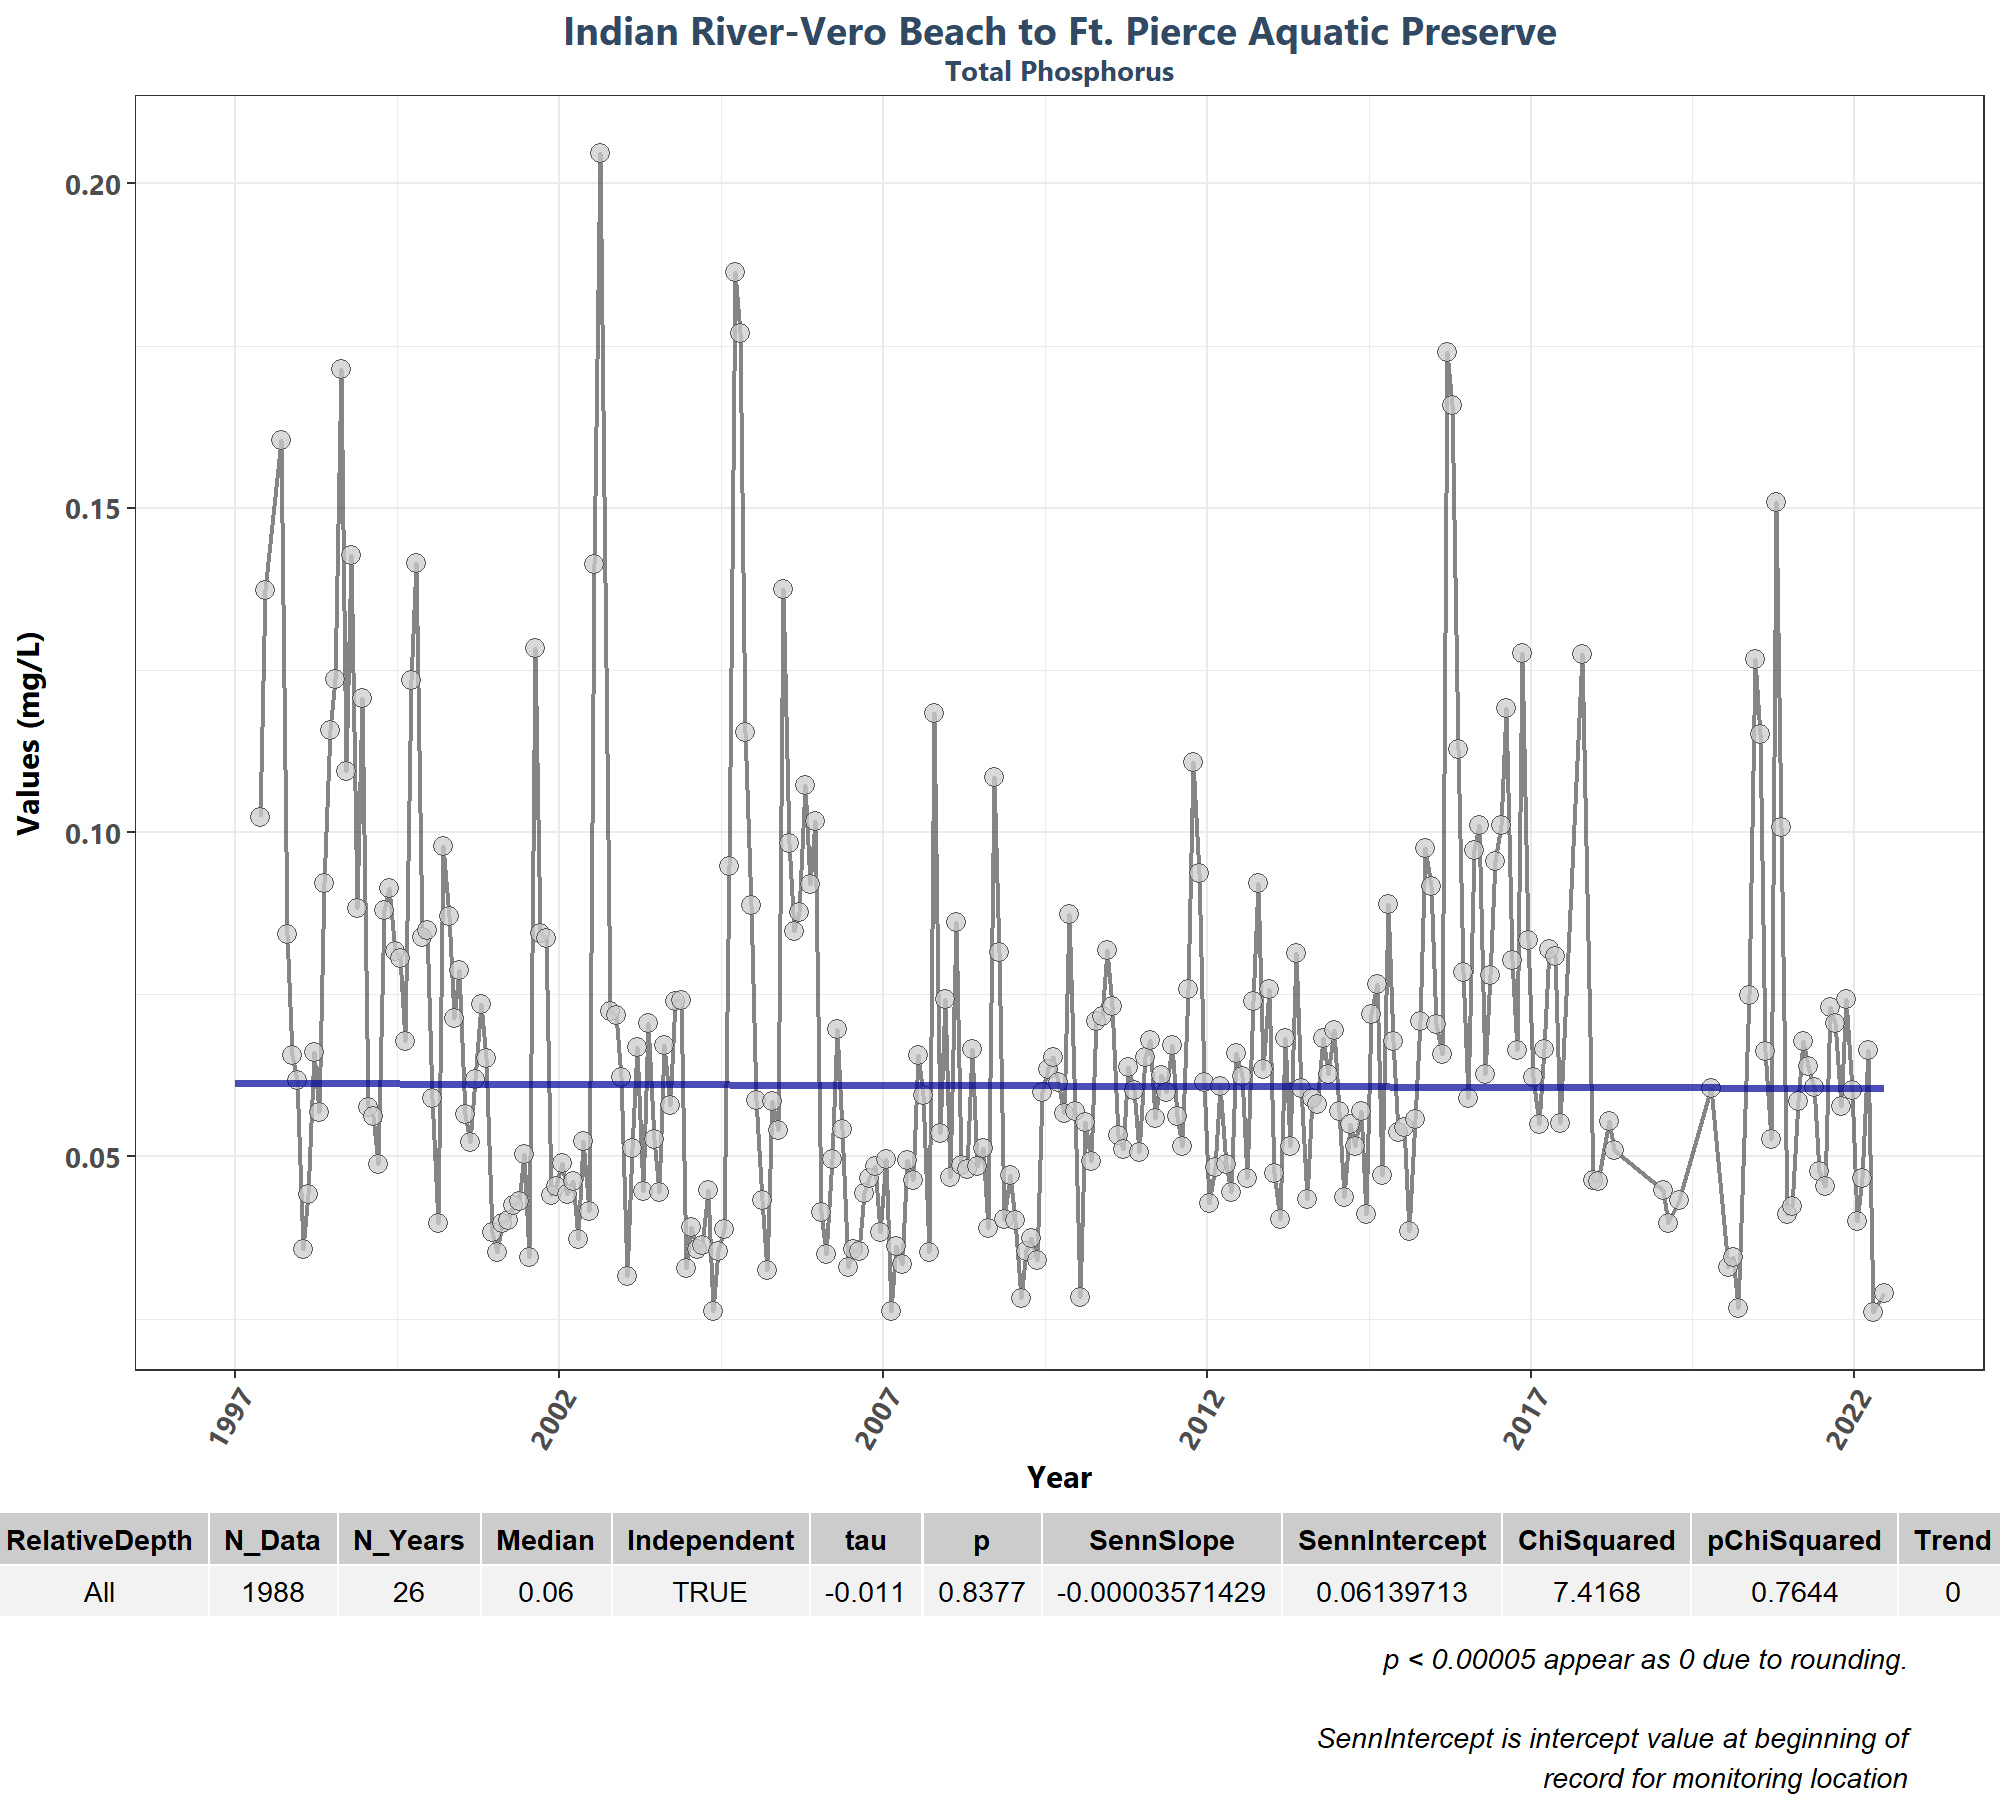 Indian River-Vero Beach to Ft. Pierce Aquatic Preserve
Total Phosphorus
Values (mg/L)
0.20
0.15
0.10
0.05
1997 2002 2007 2012 2017 2022
Year
RelativeDepth N_Data N_Years Median Independent tau p SennSlope SennIntercept ChiSquared pChiSquared Trend
All 1988 26 0.06 TRUE -0.011 0.8377 -0.00003571429 0.06139713 7.4168 0.7644 0
p < 0.00005 appear as 0 due to rounding.
SennIntercept is intercept value at beginning of
record for monitoring location